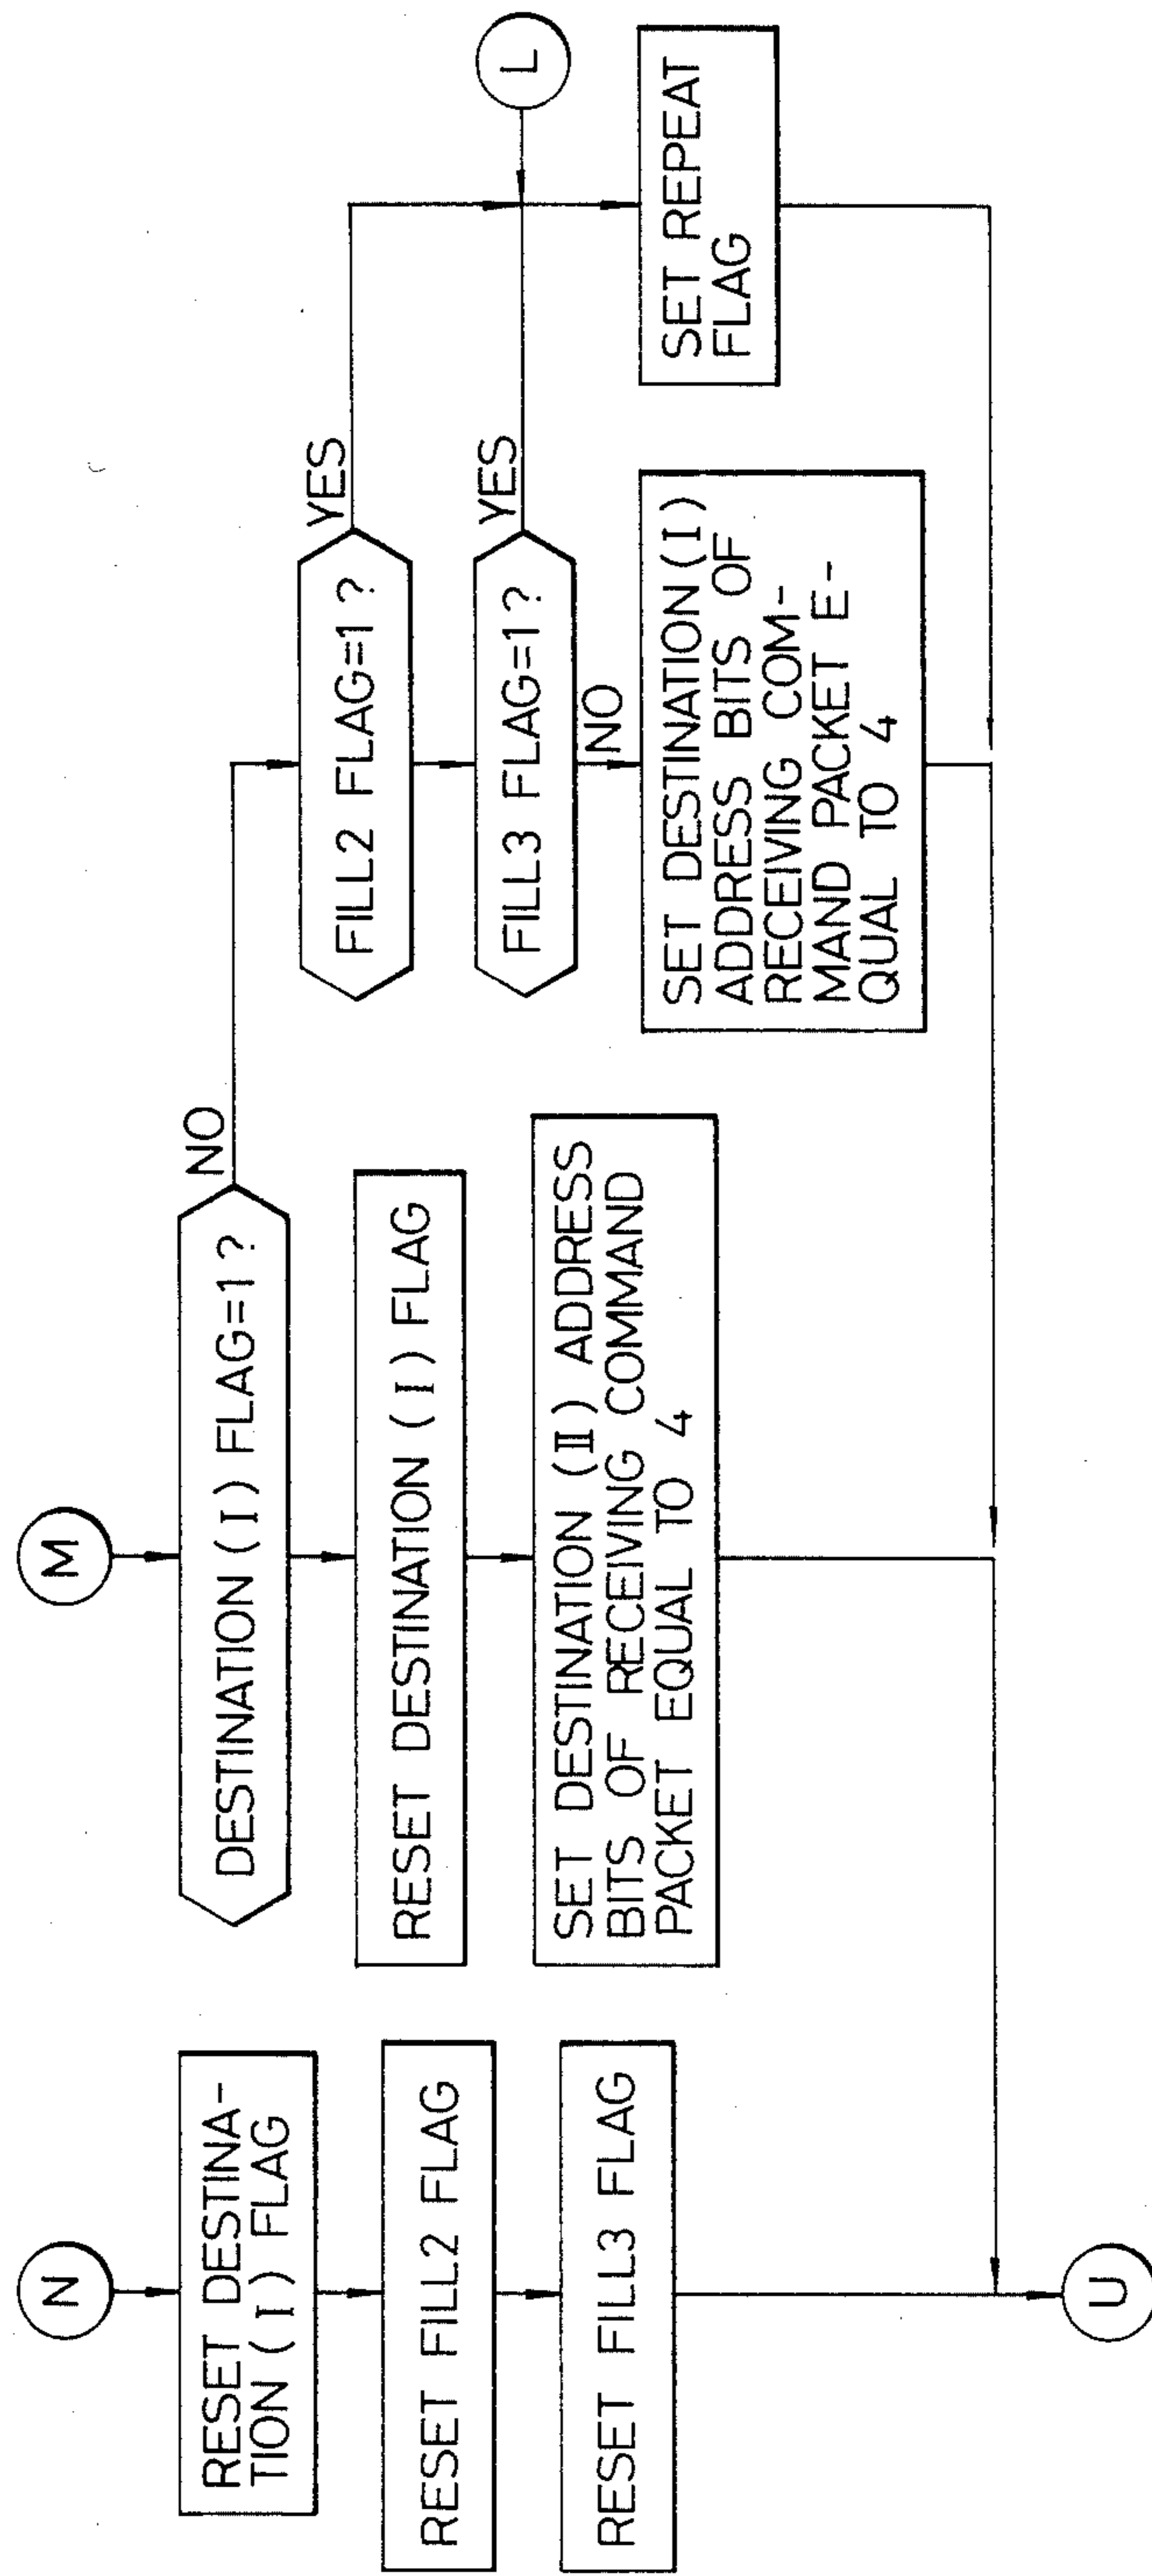 N
RESET DESTINA-
TION ( I ) FLAG
RESET FILL2 FLAG
RESET FILL3 FLAG
U
M
DESTINATION ( I ) FLAG=1 ?
NO
RESET DESTINATION ( I ) FLAG
SET DESTINATION (II) ADDRESS
BITS OF RECEIVING COMMAND
PACKET EQUAL TO 4
FILL2 FLAG=1 ?
YES
FILL3 FLAG=1 ?
YES
NO
SET DESTINATION ( I )
ADDRESS BITS OF
RECEIVING COM-
MAND PACKET E-
QUAL TO 4
L
SET REPEAT
FLAG